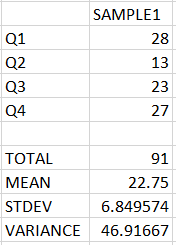 SAMPLE1
Q1 28
Q2 13
Q3 23
Q4 27
TOTAL 91
MEAN 22.75
STDEV 6.849574
VARIANCE 46.91667